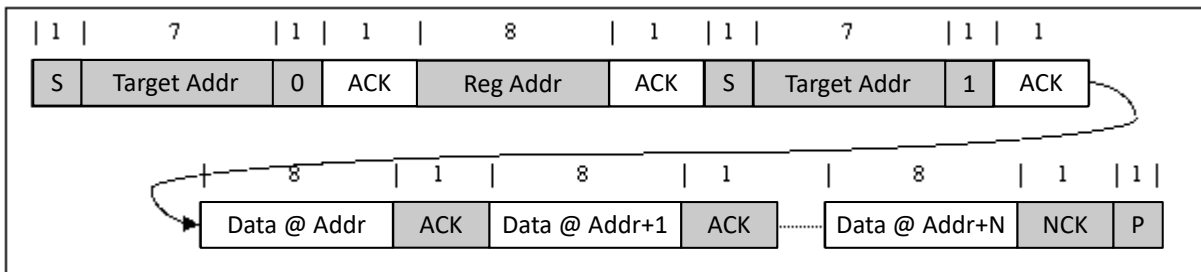 | 1 | 7 | 1 | 1 | 8 | 1 | 1 | 7 | 1 | 1
S Target Addr 0 ACK Reg Addr ACK S Target Addr 1 ACK
| 8 | 1 | 8 | 1 | 8 | 1 | 1 |
Data @ Addr ACK Data @ Addr+1 ACK Data @ Addr+N NCK P